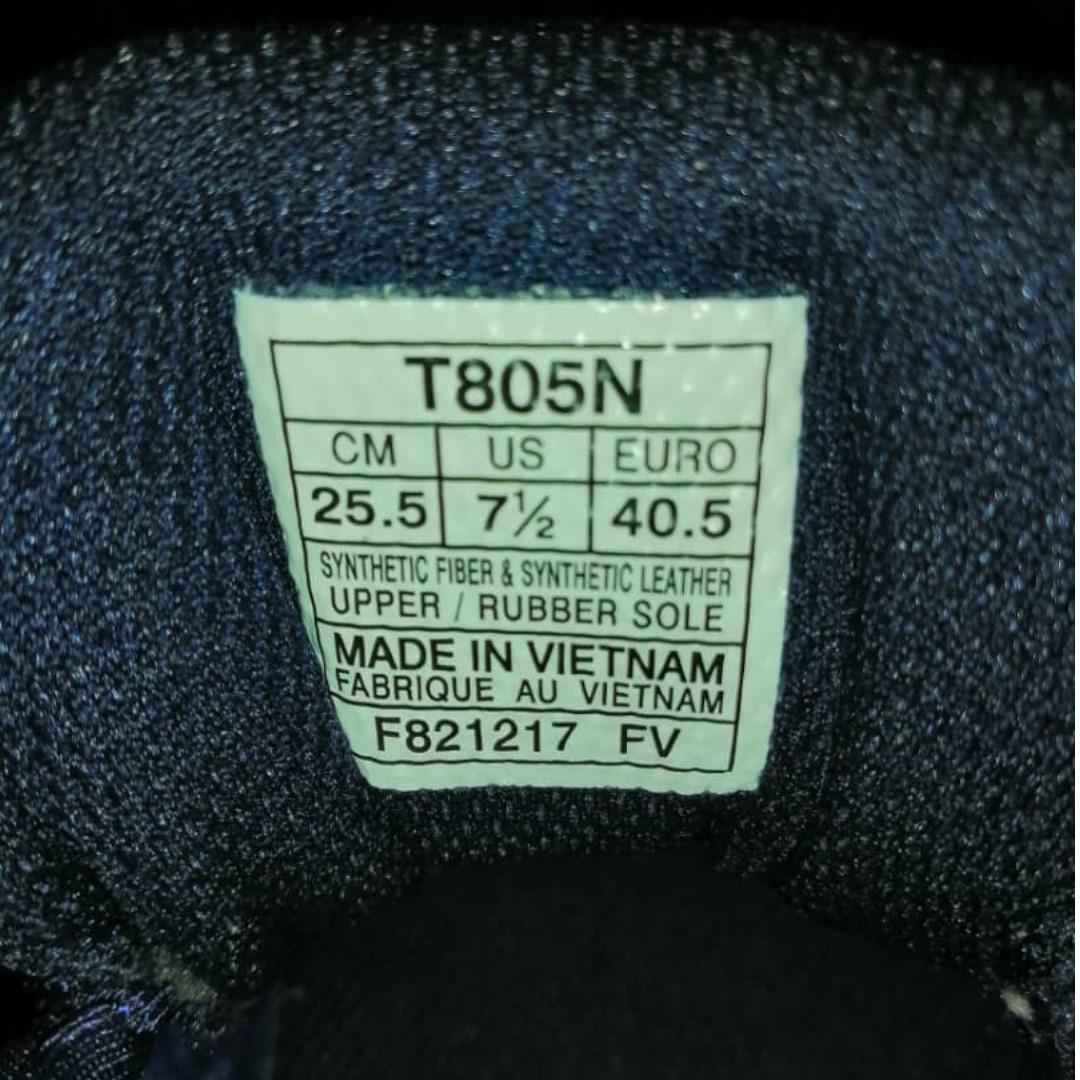 T805N
CM US EURO
25.5 7½ 40.5
SYNTHETIC FIBER & SYNTHETIC LEATHER
UPPER / RUBBER SOLE
MADE IN VIETNAM
FABRIQUE AU VIETNAM
F821217 FV